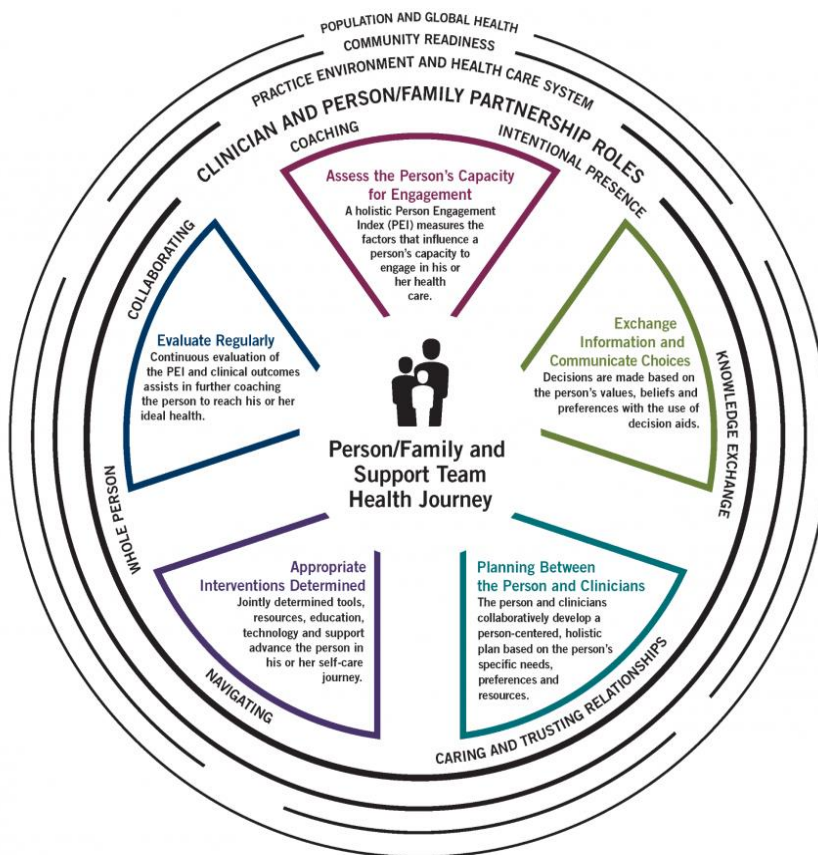 POPULATION AND GLOBAL HEALTH
COMMUNITY READINESS
PRACTICE ENVIRONMENT AND HEALTH CARE SYSTEM
CLINICIAN AND PERSON/FAMILY PARTNERSHIP ROLES
COACHING
INTENTIONAL PRESENCE
Assess the Person's Capacity
for Engagement
A holistic Person Engagement
Index (PEI) measures the
factors that influence a
person's capacity to
engage in his or
her health
care.
COLLABORATING
Evaluate Regularly
Continuous evaluation of
the PEI and clinical outcomes
assists in further coaching
the person to reach his or her
ideal health.
Exchange
Information and
Communicate Choices
Decisions are made based on
the person's values, beliefs and
preferences with the use of
decision aids.
KNOWLEDGE EXCHANGE
Person/Family and
Support Team
Health Journey
WHOLE PERSON
Appropriate
Interventions Determined
Jointly determined tools,
resources, education,
technology and support
advance the person in
his or her self-care
journey.
NAVIGATING
Planning Between
the Person and Clinicians
The person and clinicians
collaboratively develop a
person-centered, holistic
plan based on the person's
specific needs,
preferences and
resources.
CARING AND TRUSTING RELATIONSHIPS